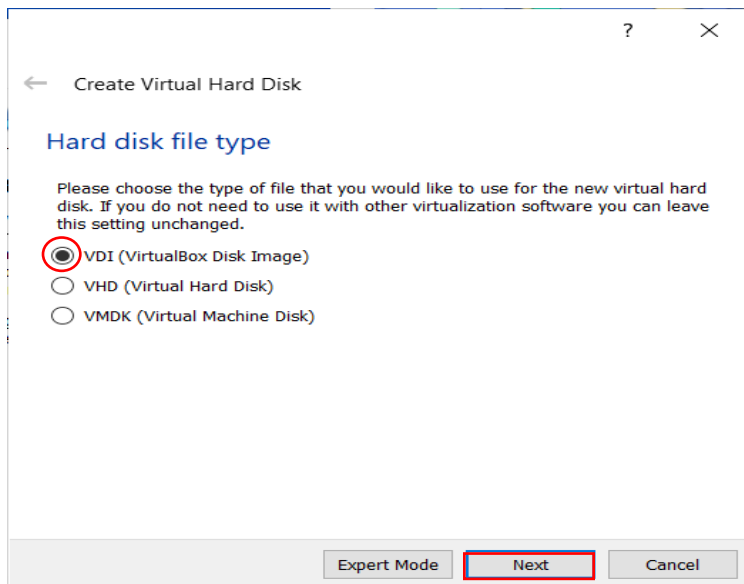 ?
Create Virtual Hard Disk
Hard disk file type
Please choose the type of file that you would like to use for the new virtual hard
disk. If you do not need to use it with other virtualization software you can leave
this setting unchanged.
VDI (VirtualBox Disk Image)
VHD (Virtual Hard Disk)
VMDK (Virtual Machine Disk)
Expert Mode Next Cancel